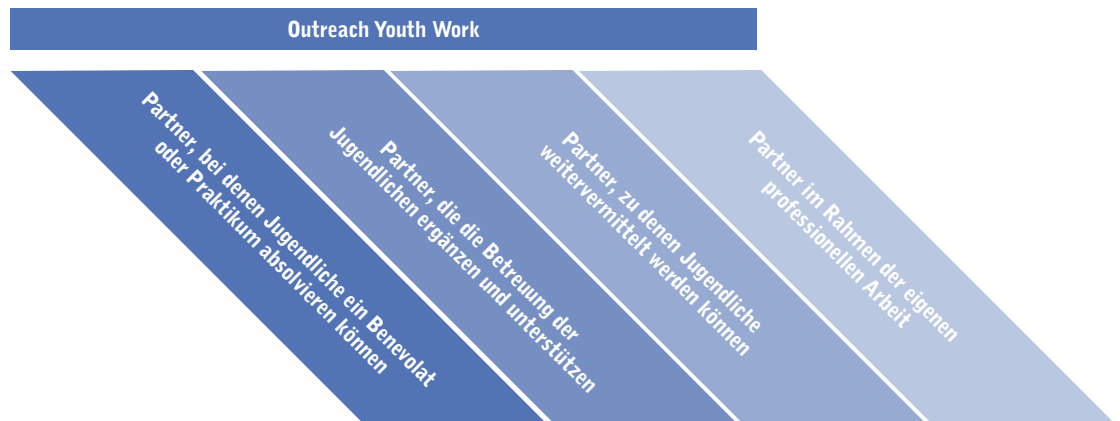 Outreach Youth Work
Partner, bei denen Jugendliche ein Benevolat
oder Praktikum absolvieren können
Partner, die die Betreuung der
Jugendlichen ergänzen und unterstützen
Partner, zu denen Jugendliche
weitervermittelt werden können
Partner im Rahmen der eigenen
professionellen Arbeit